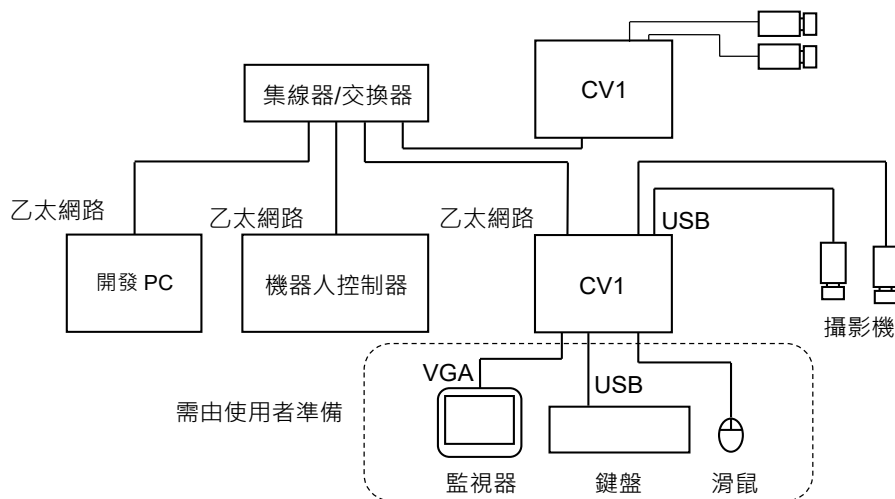 CV1
集線器/交換器
乙太網路
乙太網路
乙太網路
USB
開發 PC
機器人控制器
CV1
攝影機
VGA
USB
需由使用者準備
監視器
鍵盤
滑鼠